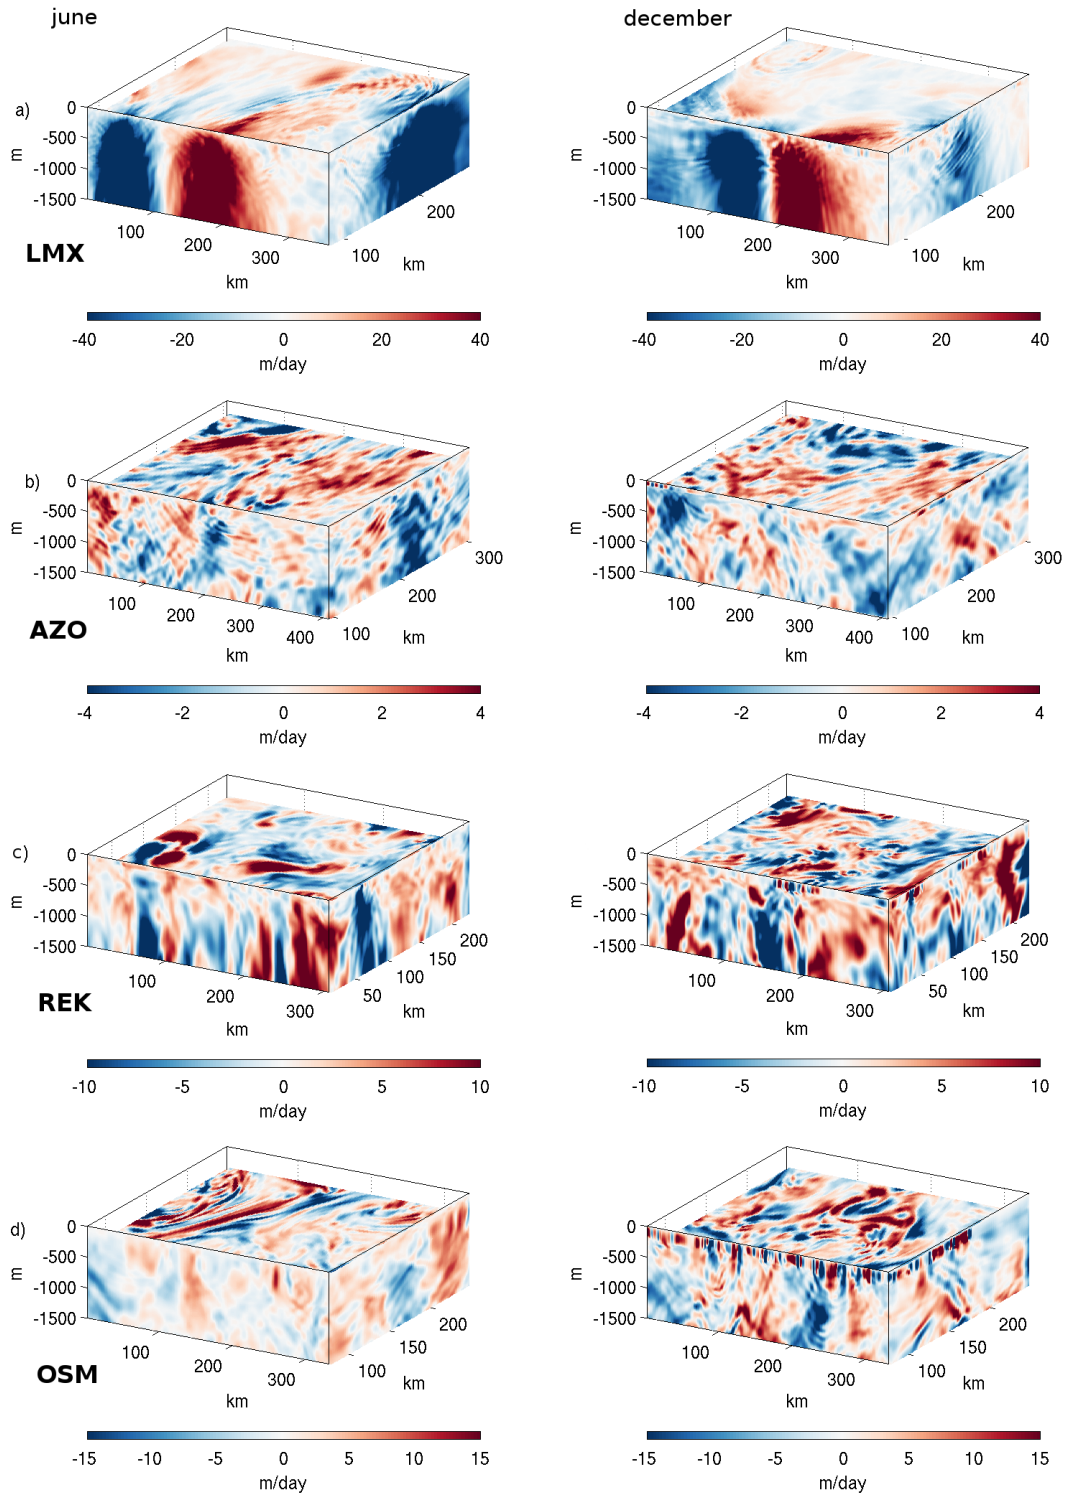 june december
a)
0 0
-500 -500
m m
-1000 -1000
-1500 -1500
200 200
100 100
200 100 200 100
300 km 300 km
LMX
km km
-40 -20 0 20 40 -40 -20 0 20 40
m/day m/day
b)
0 0
-500 -500
m m
-1000 -1000
300 300
-1500 -1500
200 200
100 100
200 200
300 300
400 100 km 400 100 km
AZO
km km
-4 -2 0 2 4 -4 -2 0 2 4
m/day m/day
c)
0 0
-500 -500
m m
-1000 -1000
200 200
-1500 -1500
150 150
100 100 100 100
200 50 200 50
300 km 300 km
REK
km km
-10 -5 0 5 10 -10 -5 0 5 10
m/day m/day
d)
0 0
-500 -500
m m
-1000 -1000
-1500 -1500
200 200
150 150
100 100
200 100 200 100
300 km 300 km
OSM
km km
-15 -10 -5 0 5 10 15 -15 -10 -5 0 5 10 15
m/day m/day